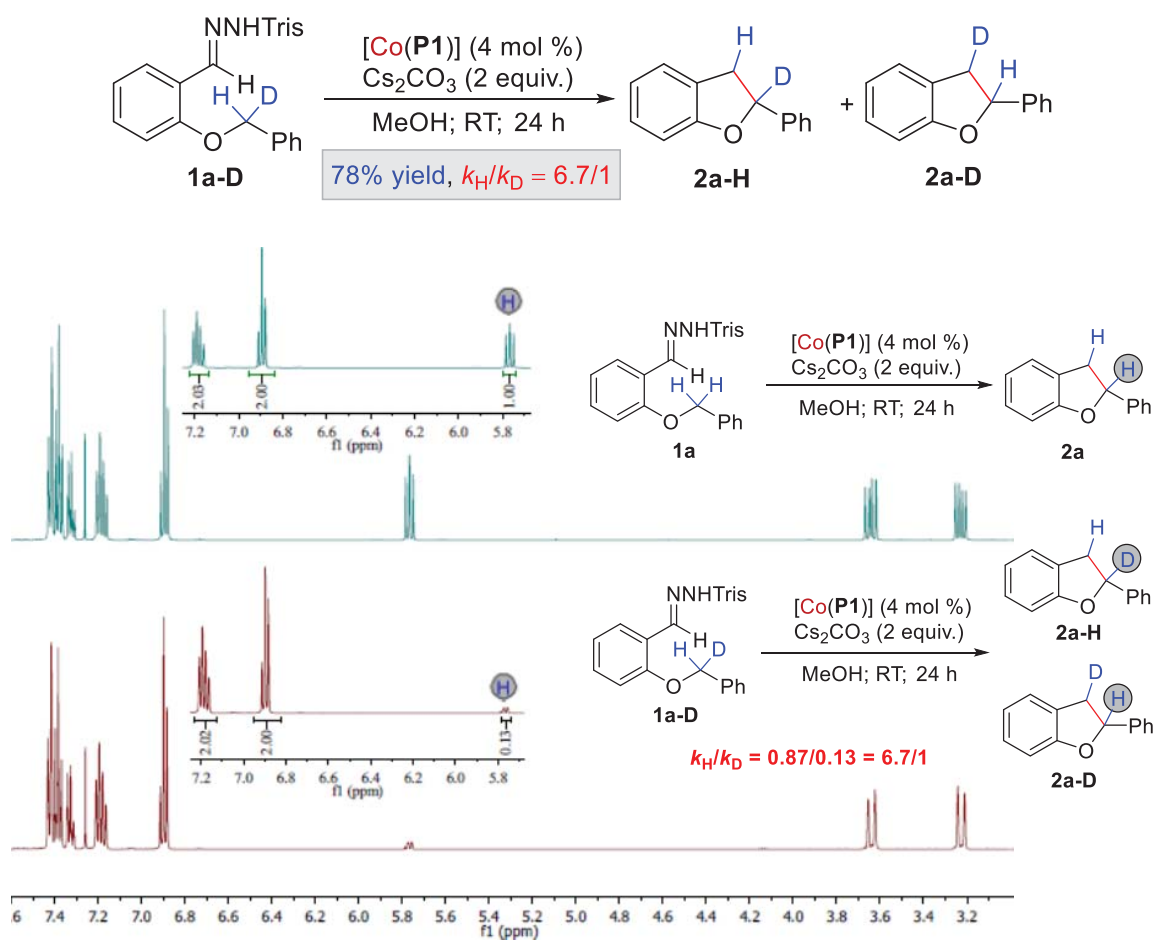 NNHTris
H
H D
O Ph
1a-D
[Co(P1)] (4 mol %)
Cs2CO3 (2 equiv.)
MeOH; RT; 24 h
78% yield, kH/kD = 6.7/1
H
D
O Ph
2a-H
+
D
H
O Ph
2a-D
H
2.03 2.00 1.00
7.2 7.0 6.8 6.6 6.4 6.2 6.0 5.8
f1 (ppm)
NNHTris
H
H H
O Ph
1a
[Co(P1)] (4 mol %)
Cs2CO3 (2 equiv.)
MeOH; RT; 24 h
H
H
O Ph
2a
H
2.02 2.00 0.13
7.2 7.0 6.8 6.6 6.4 6.2 6.0 5.8
f1 (ppm)
NNHTris
H
H D
O Ph
1a-D
[Co(P1)] (4 mol %)
Cs2CO3 (2 equiv.)
MeOH; RT; 24 h
kH/kD = 0.87/0.13 = 6.7/1
H
D
O Ph
2a-H
D
H
O Ph
2a-D
.6 7.4 7.2 7.0 6.8 6.6 6.4 6.2 6.0 5.8 5.6 5.4 5.2 5.0 4.8 4.6 4.4 4.2 4.0 3.8 3.6 3.4 3.2
f1 (ppm)